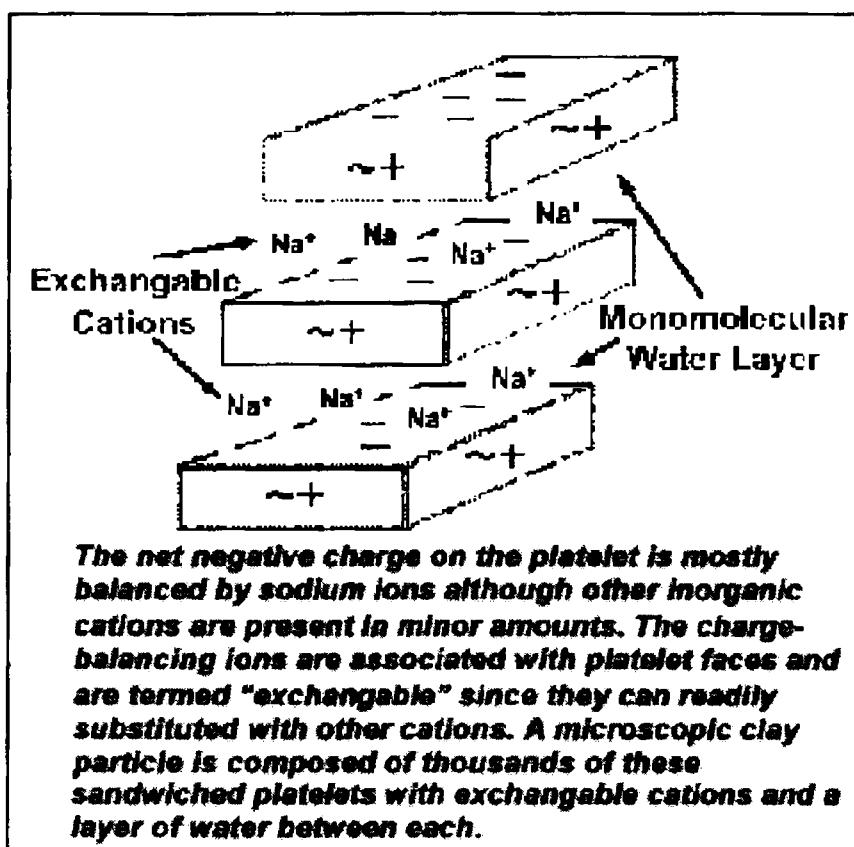 ~+
~+
Na⁺ Na Na⁺
Na⁺
Exchangable
Cations
~+
~+
Monomolecular
Water Layer
Na⁺ Na⁺ Na⁺
Na⁺
~+
~+
The net negative charge on the platelet is mostly
balanced by sodium ions although other inorganic
cations are present in minor amounts. The charge-
balancing ions are associated with platelet faces and
are termed "exchangable" since they can readily
substituted with other cations. A microscopic clay
particle is composed of thousands of these
sandwiched platelets with exchangable cations and a
layer of water between each.